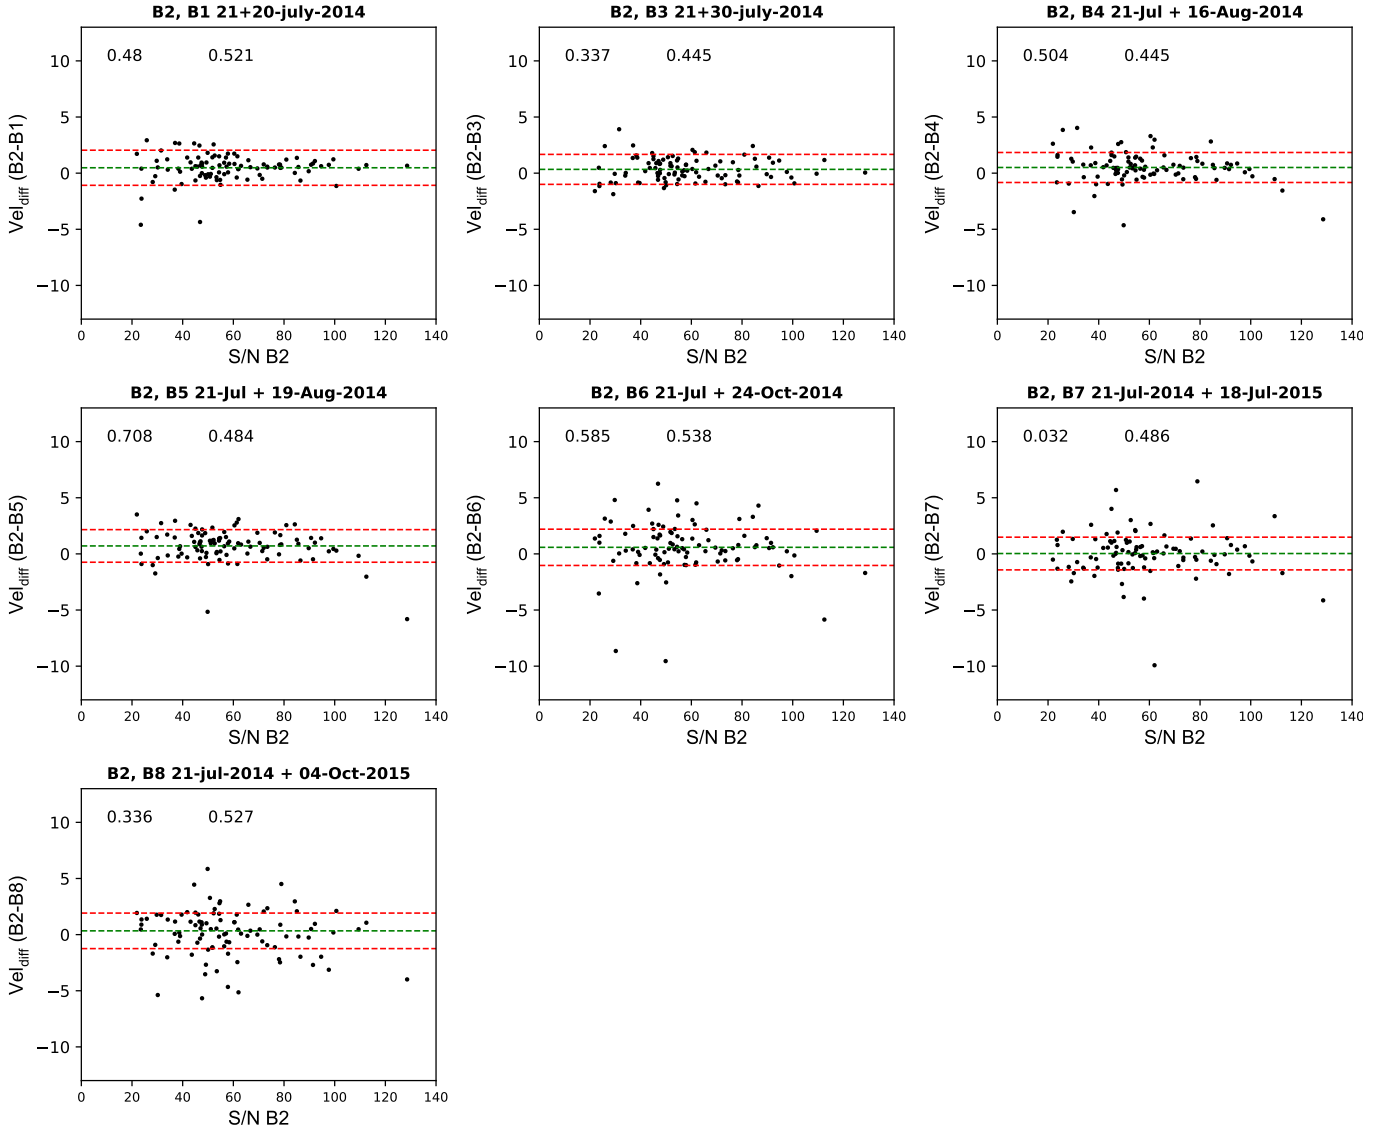 B2, B1 21+20-july-2014
0.48 0.521
10
5
0
−5
−10
Vel_diff (B2-B1)
0 20 40 60 80 100 120 140
S/N B2
B2, B3 21+30-july-2014
0.337 0.445
10
5
0
−5
−10
Vel_diff (B2-B3)
0 20 40 60 80 100 120 140
S/N B2
B2, B4 21-Jul + 16-Aug-2014
0.504 0.445
10
5
0
−5
−10
Vel_diff (B2-B4)
0 20 40 60 80 100 120 140
S/N B2
B2, B5 21-Jul + 19-Aug-2014
0.708 0.484
10
5
0
−5
−10
Vel_diff (B2-B5)
0 20 40 60 80 100 120 140
S/N B2
B2, B6 21-Jul + 24-Oct-2014
0.585 0.538
10
5
0
−5
−10
Vel_diff (B2-B6)
0 20 40 60 80 100 120 140
S/N B2
B2, B7 21-Jul-2014 + 18-Jul-2015
0.032 0.486
10
5
0
−5
−10
Vel_diff (B2-B7)
0 20 40 60 80 100 120 140
S/N B2
B2, B8 21-jul-2014 + 04-Oct-2015
0.336 0.527
10
5
0
−5
−10
Vel_diff (B2-B8)
0 20 40 60 80 100 120 140
S/N B2